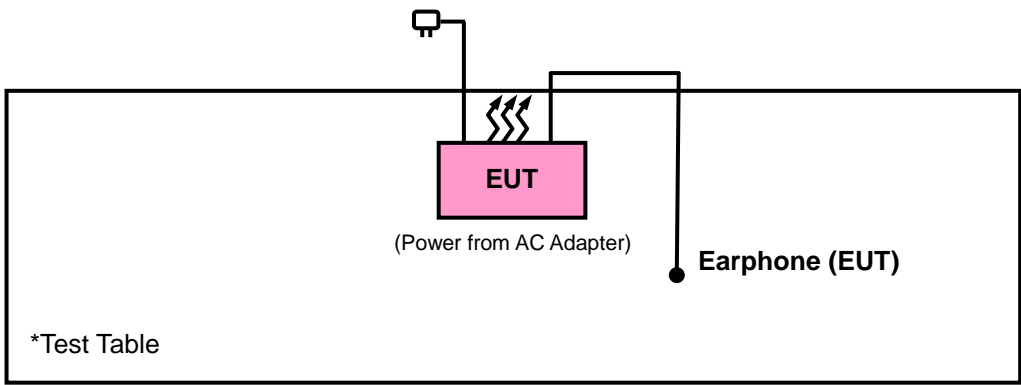 EUT
(Power from AC Adapter)
Earphone (EUT)
*Test Table